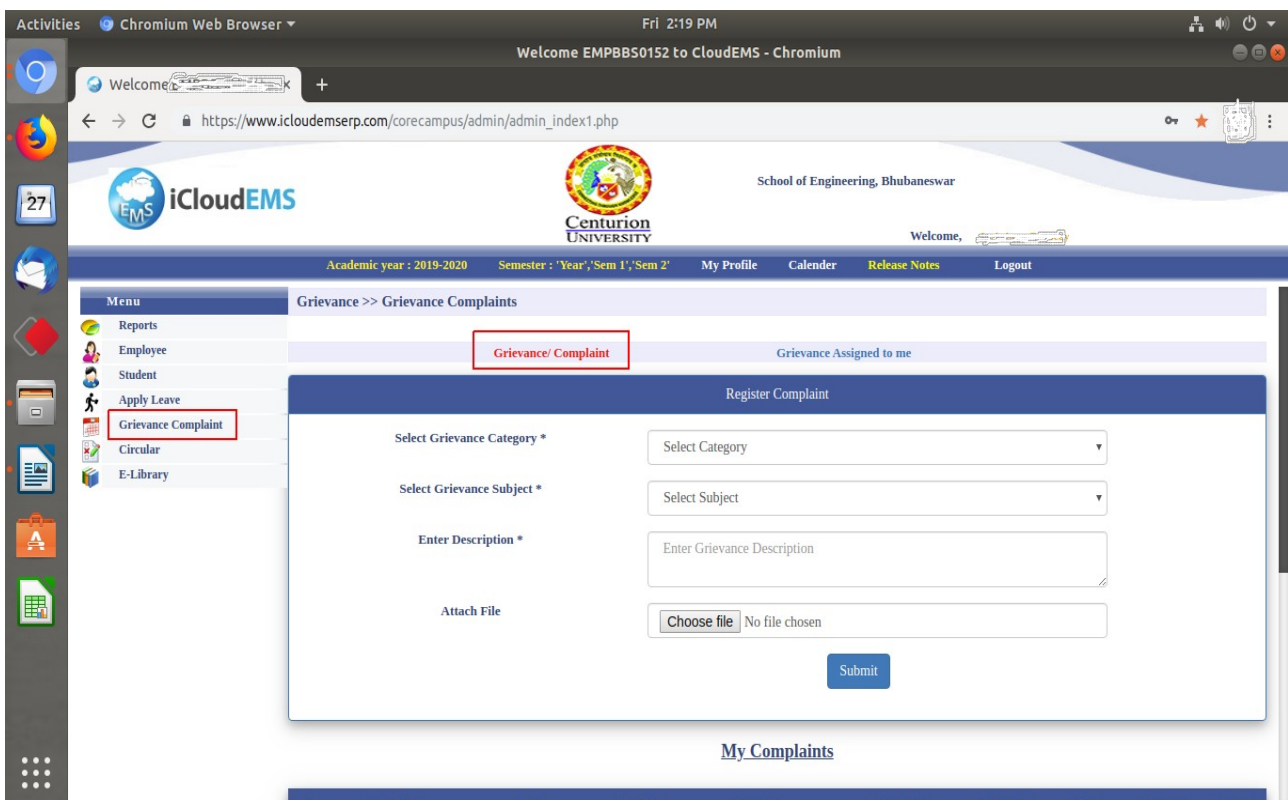 Activities Chromium Web Browser Fri 2:19 PM
Welcome EMPBBS0152 to CloudEMS - Chromium
Welcome
https://www.icloudemserp.com/corecampus/admin/admin_index1.php
27
EMS iCloudEMS
Centurion
UNIVERSITY
School of Engineering, Bhubaneswar
Welcome,
Academic year : 2019-2020 Semester : 'Year','Sem 1','Sem 2' My Profile Calender Release Notes Logout
Menu
Reports
Employee
Student
Apply Leave
Grievance Complaint
Circular
E-Library
Grievance >> Grievance Complaints
Grievance/ Complaint Grievance Assigned to me
Register Complaint
Select Grievance Category * Select Category
Select Grievance Subject * Select Subject
Enter Description * Enter Grievance Description
Attach File Choose file No file chosen
Submit
My Complaints